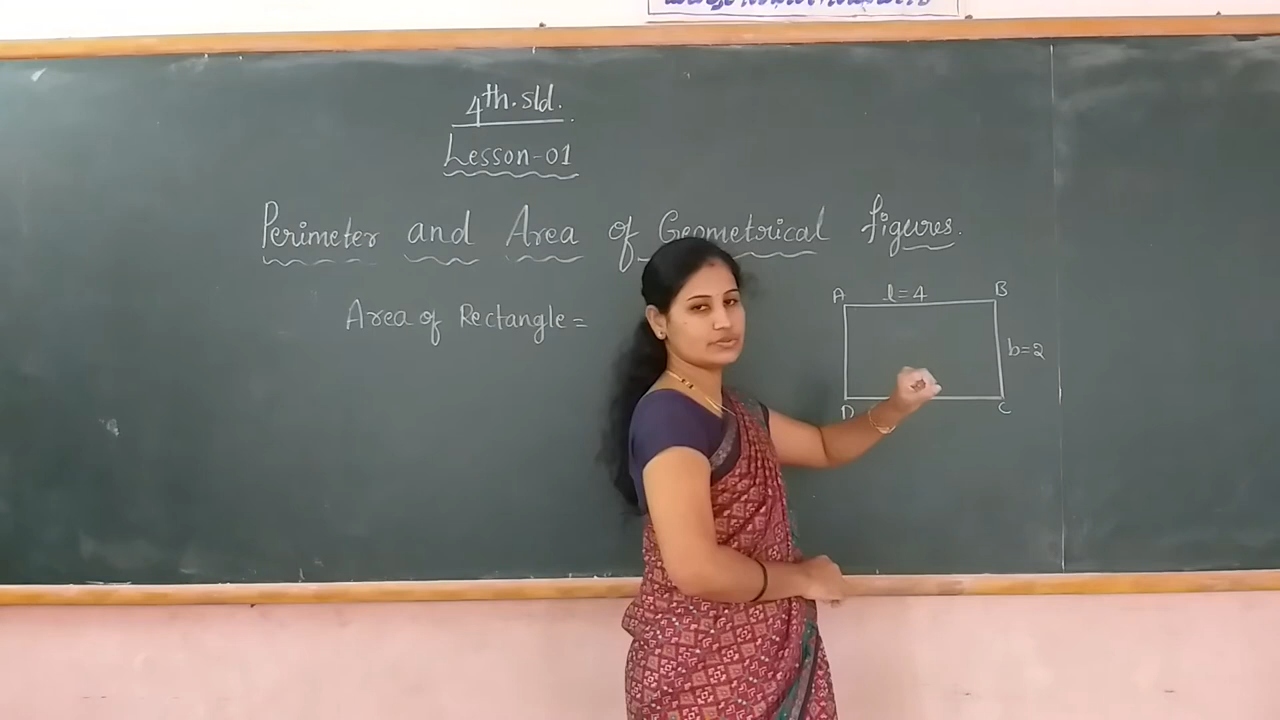 4th. std.
Lesson-01
Perimeter and Area of Geometrical figures.
Area of Rectangle =
A l=4 B
b=2
D C